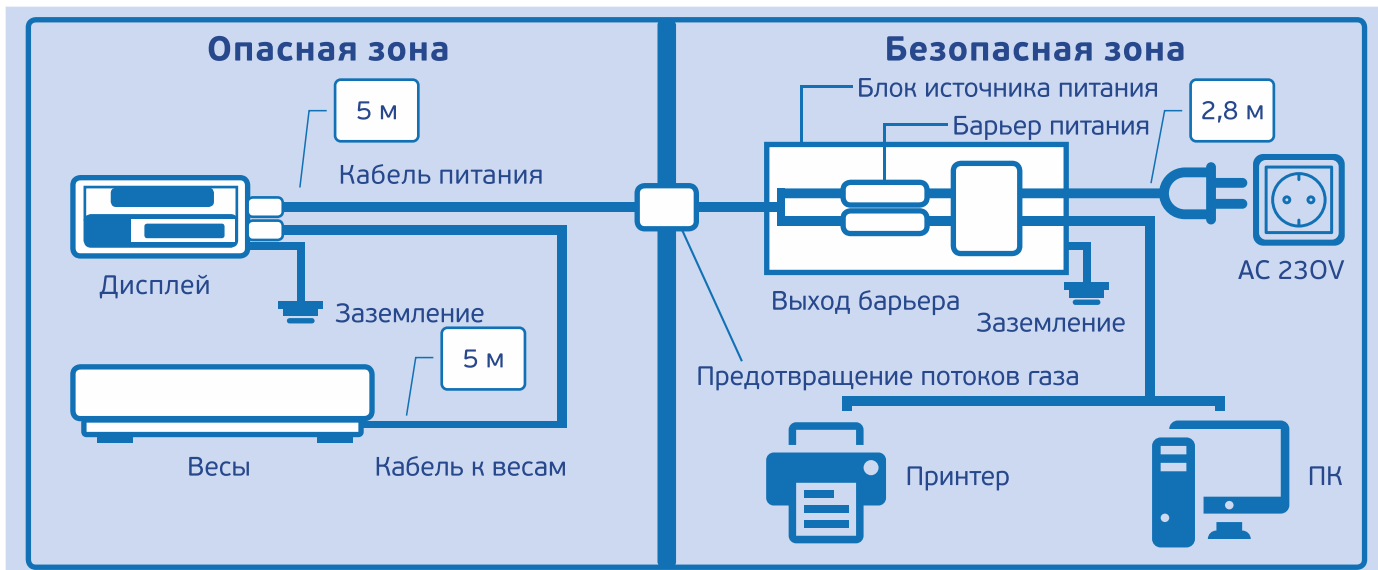 Опасная зона
Безопасная зона
5 м
Блок источника питания
2,8 м
Барьер питания
Кабель питания
Дисплей
AC 230V
Выход барьера
Заземление
Заземление
5 м
Предотвращение потоков газа
Весы
Кабель к весам
Принтер
ПК